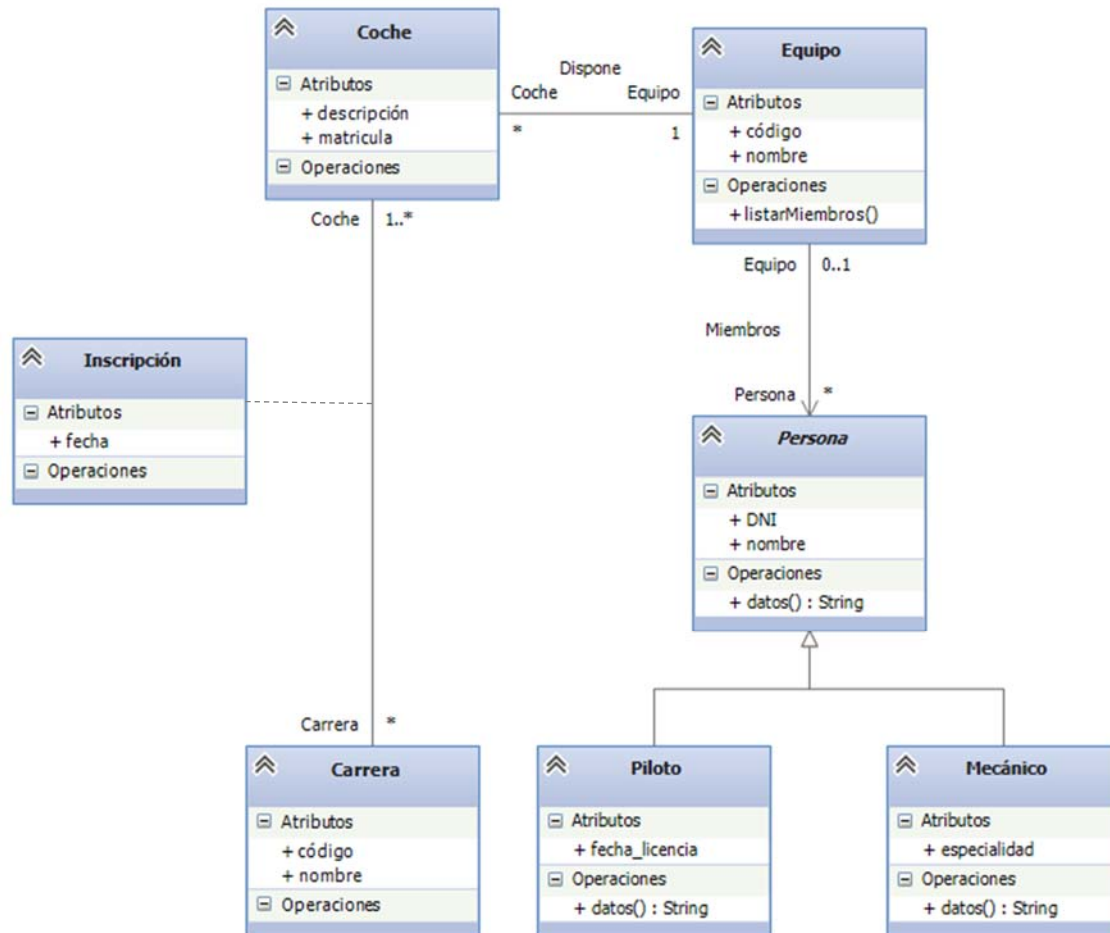 Coche
Atributos
+ descripción
+ matricula
Operaciones
Dispone
Coche Equipo
* 1
Equipo
Atributos
+ código
+ nombre
Operaciones
+listarMiembros()
Coche 1..*
Equipo 0..1
Miembros
Persona *
Inscripción
Atributos
+ fecha
Operaciones
Persona
Atributos
+ DNI
+ nombre
Operaciones
+ datos() : String
Carrera *
Carrera
Atributos
+ código
+ nombre
Operaciones
Piloto
Atributos
+ fecha_licencia
Operaciones
+ datos() : String
Mecánico
Atributos
+ especialidad
Operaciones
+ datos() : String